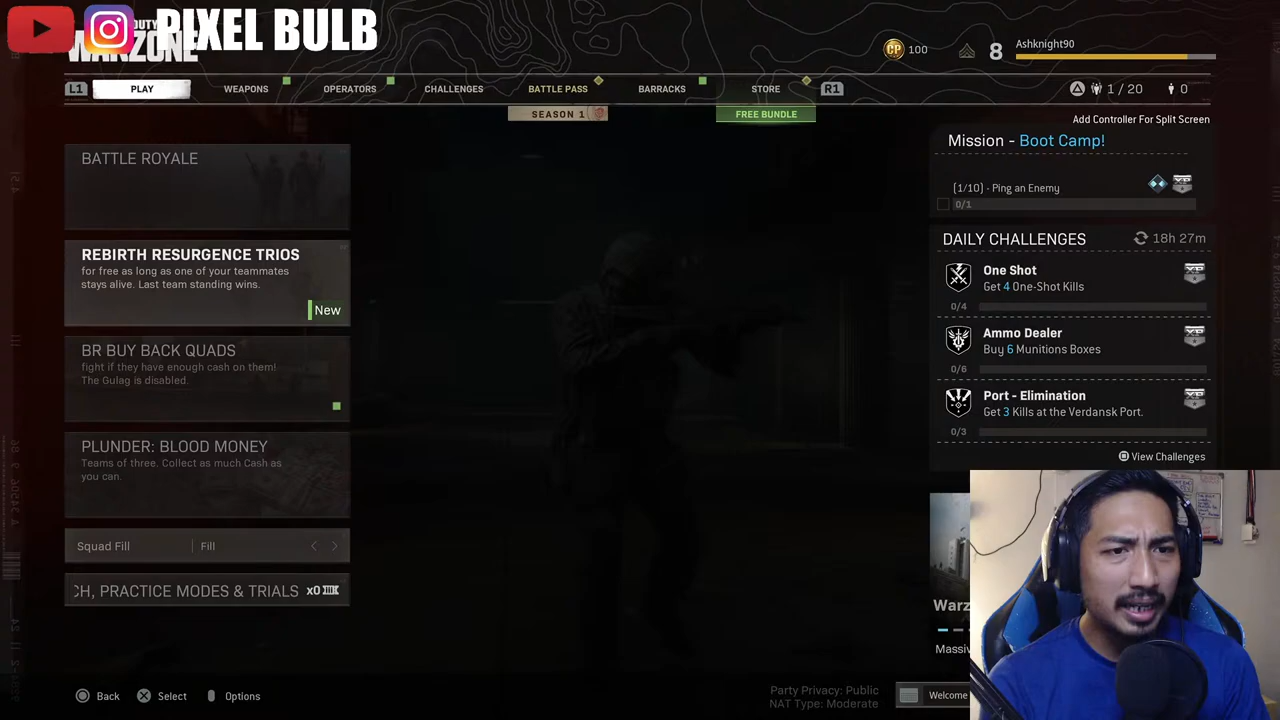 PIXEL BULB
DUTY
WARZONE
CP 100
8
Ashknight90
L1
PLAY
WEAPONS
OPERATORS
CHALLENGES
BATTLE PASS
BARRACKS
STORE
R1
1 / 20
0
SEASON 1
FREE BUNDLE
Add Controller For Split Screen
BATTLE ROYALE
REBIRTH RESURGENCE TRIOS
for free as long as one of your teammates
stays alive. Last team standing wins.
New
BR BUY BACK QUADS
fight if they have enough cash on them!
The Gulag is disabled.
PLUNDER: BLOOD MONEY
Teams of three. Collect as much Cash as
you can.
Squad Fill
Fill
CH, PRACTICE MODES & TRIALS
x0
Mission - Boot Camp!
[1/10] - Ping an Enemy
XP
0/1
DAILY CHALLENGES
18h 27m
One Shot
XP
Get 4 One-Shot Kills
0/4
Ammo Dealer
XP
Buy 6 Munitions Boxes
0/6
Port - Elimination
XP
Get 3 Kills at the Verdansk Port.
0/3
View Challenges
Warz
Massiv
Back
Select
Options
Party Privacy: Public
NAT Type: Moderate
Welcome